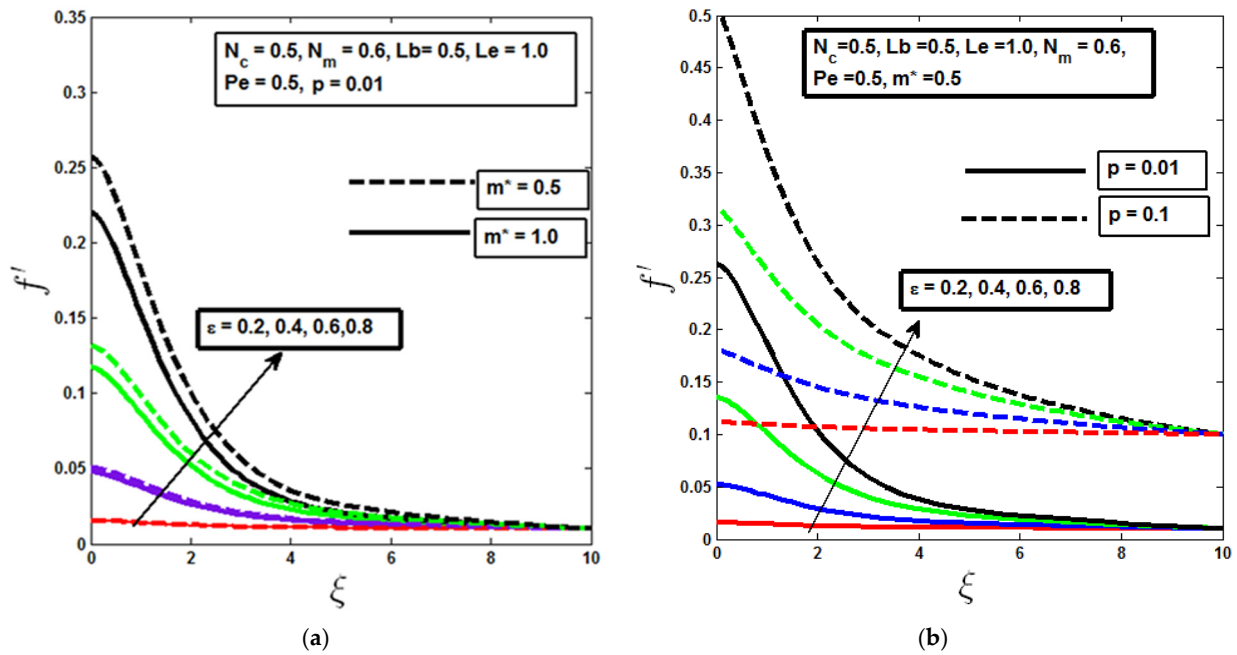 N_c = 0.5, N_m = 0.6, Lb= 0.5, Le = 1.0
Pe = 0.5, p = 0.01
m* = 0.5
m* = 1.0
ε = 0.2, 0.4, 0.6,0.8
0.35
0.3
0.25
0.2
0.15
0.1
0.05
0
f'
0 2 4 6 8 10
ξ
(a)
N_c =0.5, Lb =0.5, Le =1.0, N_m = 0.6,
Pe =0.5, m* =0.5
p = 0.01
p = 0.1
ε = 0.2, 0.4, 0.6, 0.8
0.5
0.45
0.4
0.35
0.3
0.25
0.2
0.15
0.1
0.05
0
f'
0 2 4 6 8 10
ξ
(b)